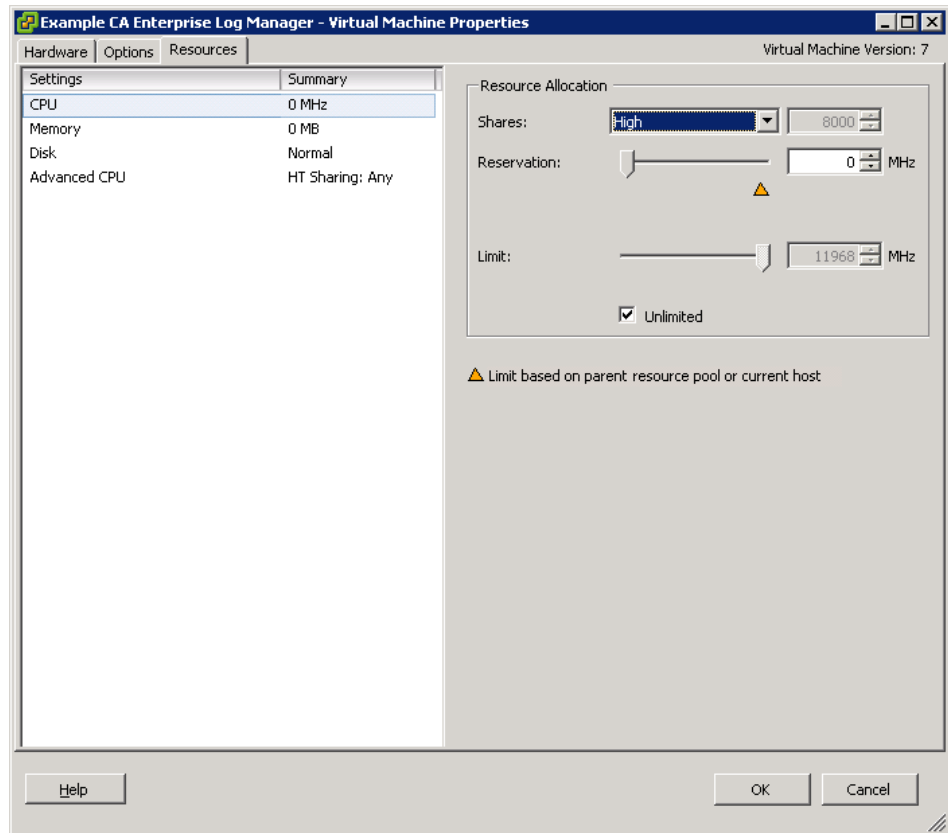 Example CA Enterprise Log Manager - Virtual Machine Properties
Hardware Options Resources Virtual Machine Version: 7
Settings Summary
CPU 0 MHz
Memory 0 MB
Disk Normal
Advanced CPU HT Sharing: Any
Resource Allocation
Shares: High 8000
Reservation: 0 MHz
Limit: 11968 MHz
Unlimited
Limit based on parent resource pool or current host
Help OK Cancel